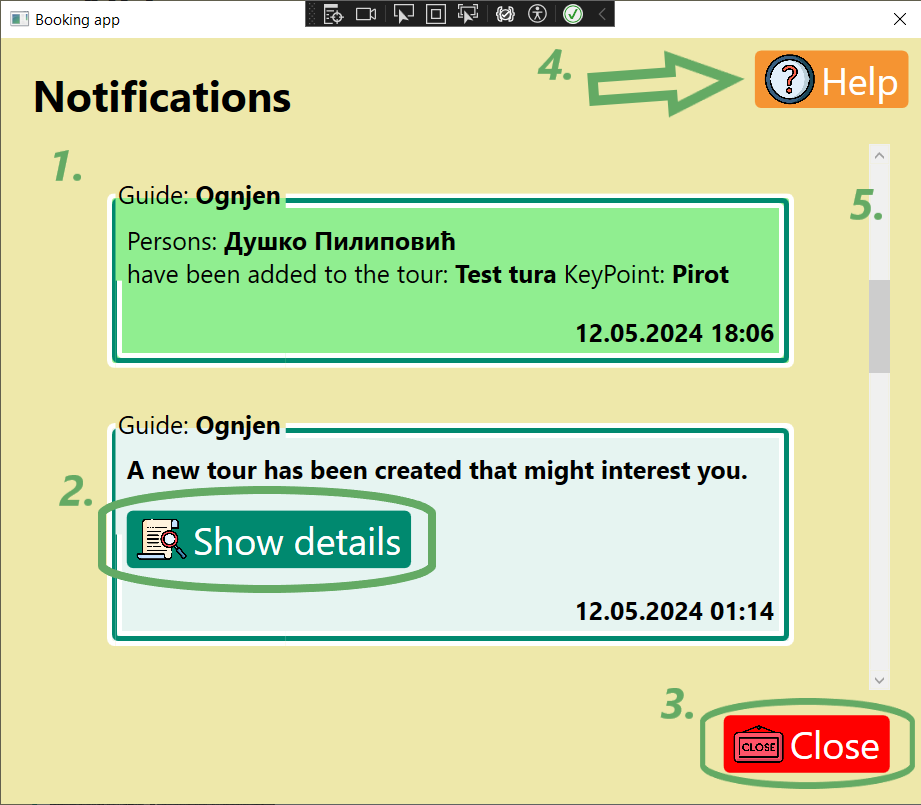 Booking app
Notifications
4.
Help
1.
5.
Guide: Ognjen
Persons: Душко Пилиповић
have been added to the tour: Test tura KeyPoint: Pirot
12.05.2024 18:06
Guide: Ognjen
A new tour has been created that might interest you.
2.
Show details
12.05.2024 01:14
3.
CLOSE Close